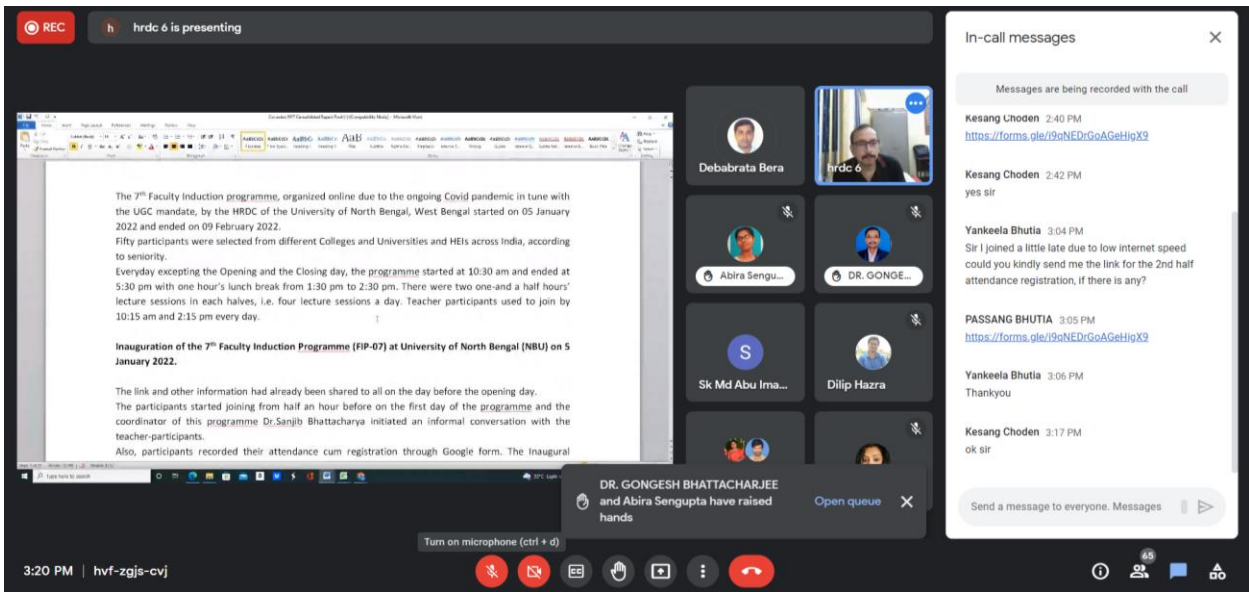 REC
h hrdc 6 is presenting
The 7th Faculty Induction programme, organized online due to the ongoing Covid pandemic in tune with
the UGC mandate, by the HRDC of the University of North Bengal, West Bengal started on 05 January
2022 and ended on 09 February 2022.
Fifty participants were selected from different Colleges and Universities and HEIs across India, according
to seniority.
Everyday excepting the Opening and the Closing day, the programme started at 10:30 am and ended at
5:30 pm with one hour's lunch break from 1:30 pm to 2:30 pm. There were two one-and a half hours'
lecture sessions in each halves, i.e. four lecture sessions a day. Teacher participants used to join by
10:15 am and 2:15 pm every day.
Inauguration of the 7th Faculty Induction Programme (FIP-07) at University of North Bengal (NBU) on 5
January 2022.
The link and other information had already been shared to all on the day before the opening day.
The participants started joining from half an hour before on the first day of the programme and the
coordinator of this programme Dr.Sanjib Bhattacharya initiated an informal conversation with the
teacher-participants.
Also, participants recorded their attendance cum registration through Google form. The Inaugural
Type here to search
Debabrata Bera
hrdc 6
Abira Sengu...
DR. GONGE...
S
Sk Md Abu Ima...
Dilip Hazra
DR. GONGESH BHATTACHARJEE
and Abira Sengupta have raised
hands
Open queue
Turn on microphone (ctrl + d)
3:20 PM | hvf-zgjs-cvj
65
In-call messages
Messages are being recorded with the call
Kesang Choden 2:40 PM
https://forms.gle/i9qNEDrGoAGeHigX9
Kesang Choden 2:42 PM
yes sir
Yankeela Bhutia 3:04 PM
Sir I joined a little late due to low internet speed
could you kindly send me the link for the 2nd half
attendance registration, if there is any?
PASSANG BHUTIA 3:05 PM
https://forms.gle/i9qNEDrGoAGeHigX9
Yankeela Bhutia 3:06 PM
Thankyou
Kesang Choden 3:17 PM
ok sir
Send a message to everyone. Messages